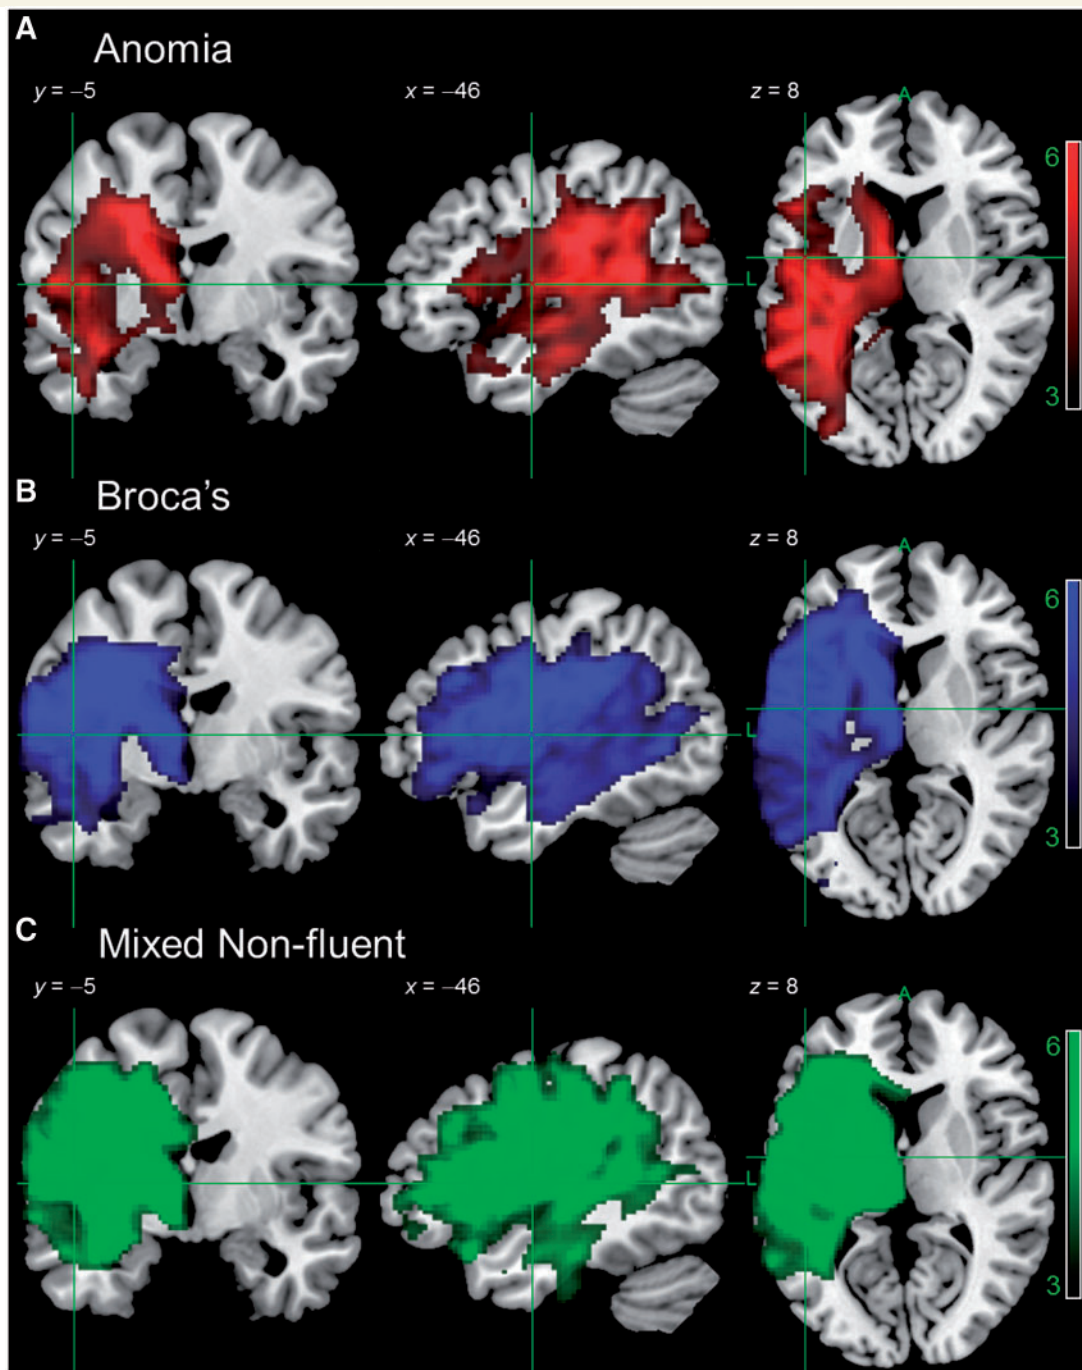 A
Anomia
y = –5
x = –46
z = 8
A
L
6
3
B
Broca's
y = –5
x = –46
z = 8
A
L
6
3
C
Mixed Non-fluent
y = –5
x = –46
z = 8
A
L
6
3